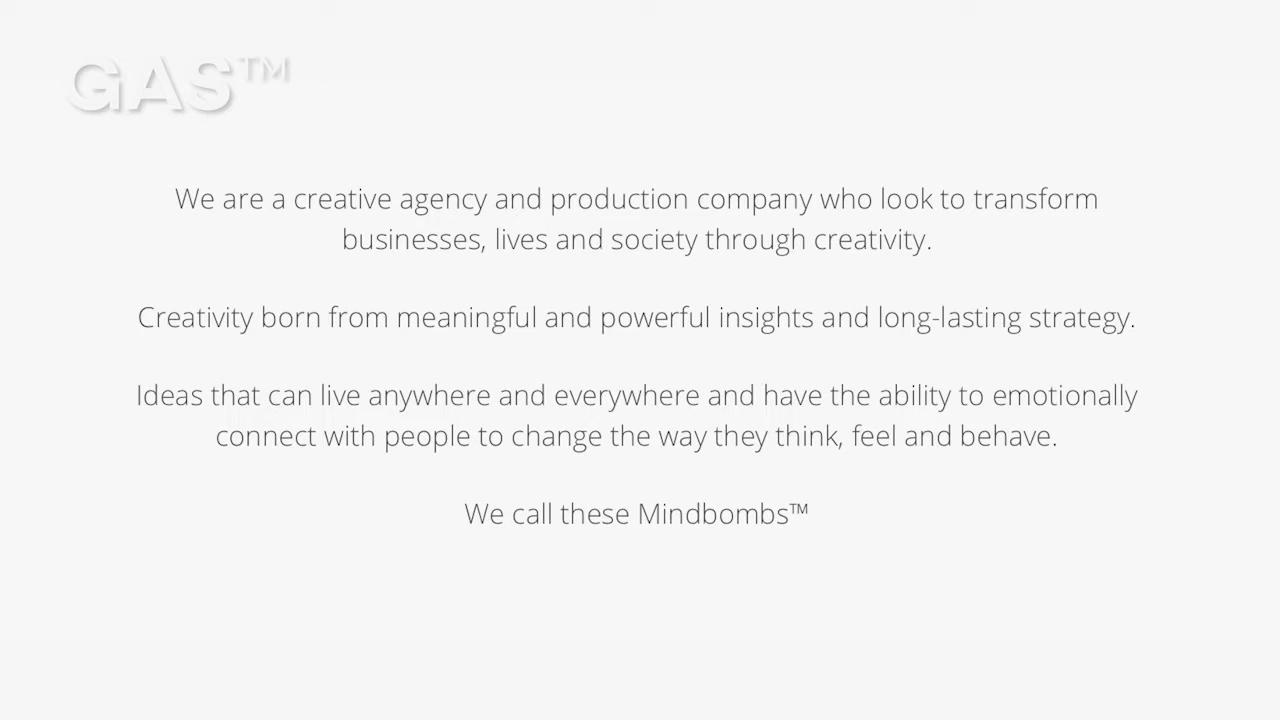 GAS™
We are a creative agency and production company who look to transform
businesses, lives and society through creativity.
Creativity born from meaningful and powerful insights and long-lasting strategy.
Ideas that can live anywhere and everywhere and have the ability to emotionally
connect with people to change the way they think, feel and behave.
We call these Mindbombs™